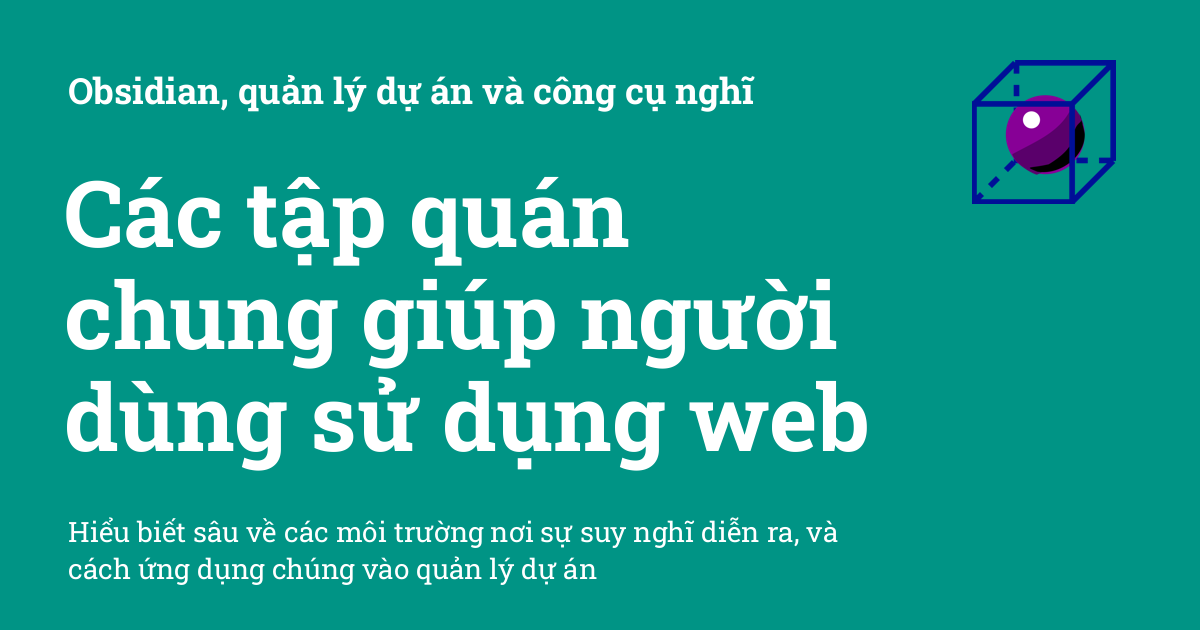 Obsidian, quản lý dự án và công cụ nghĩ
Các tập quán
chung giúp người
dùng sử dụng web
Hiểu biết sâu về các môi trường nơi sự suy nghĩ diễn ra, và
cách ứng dụng chúng vào quản lý dự án